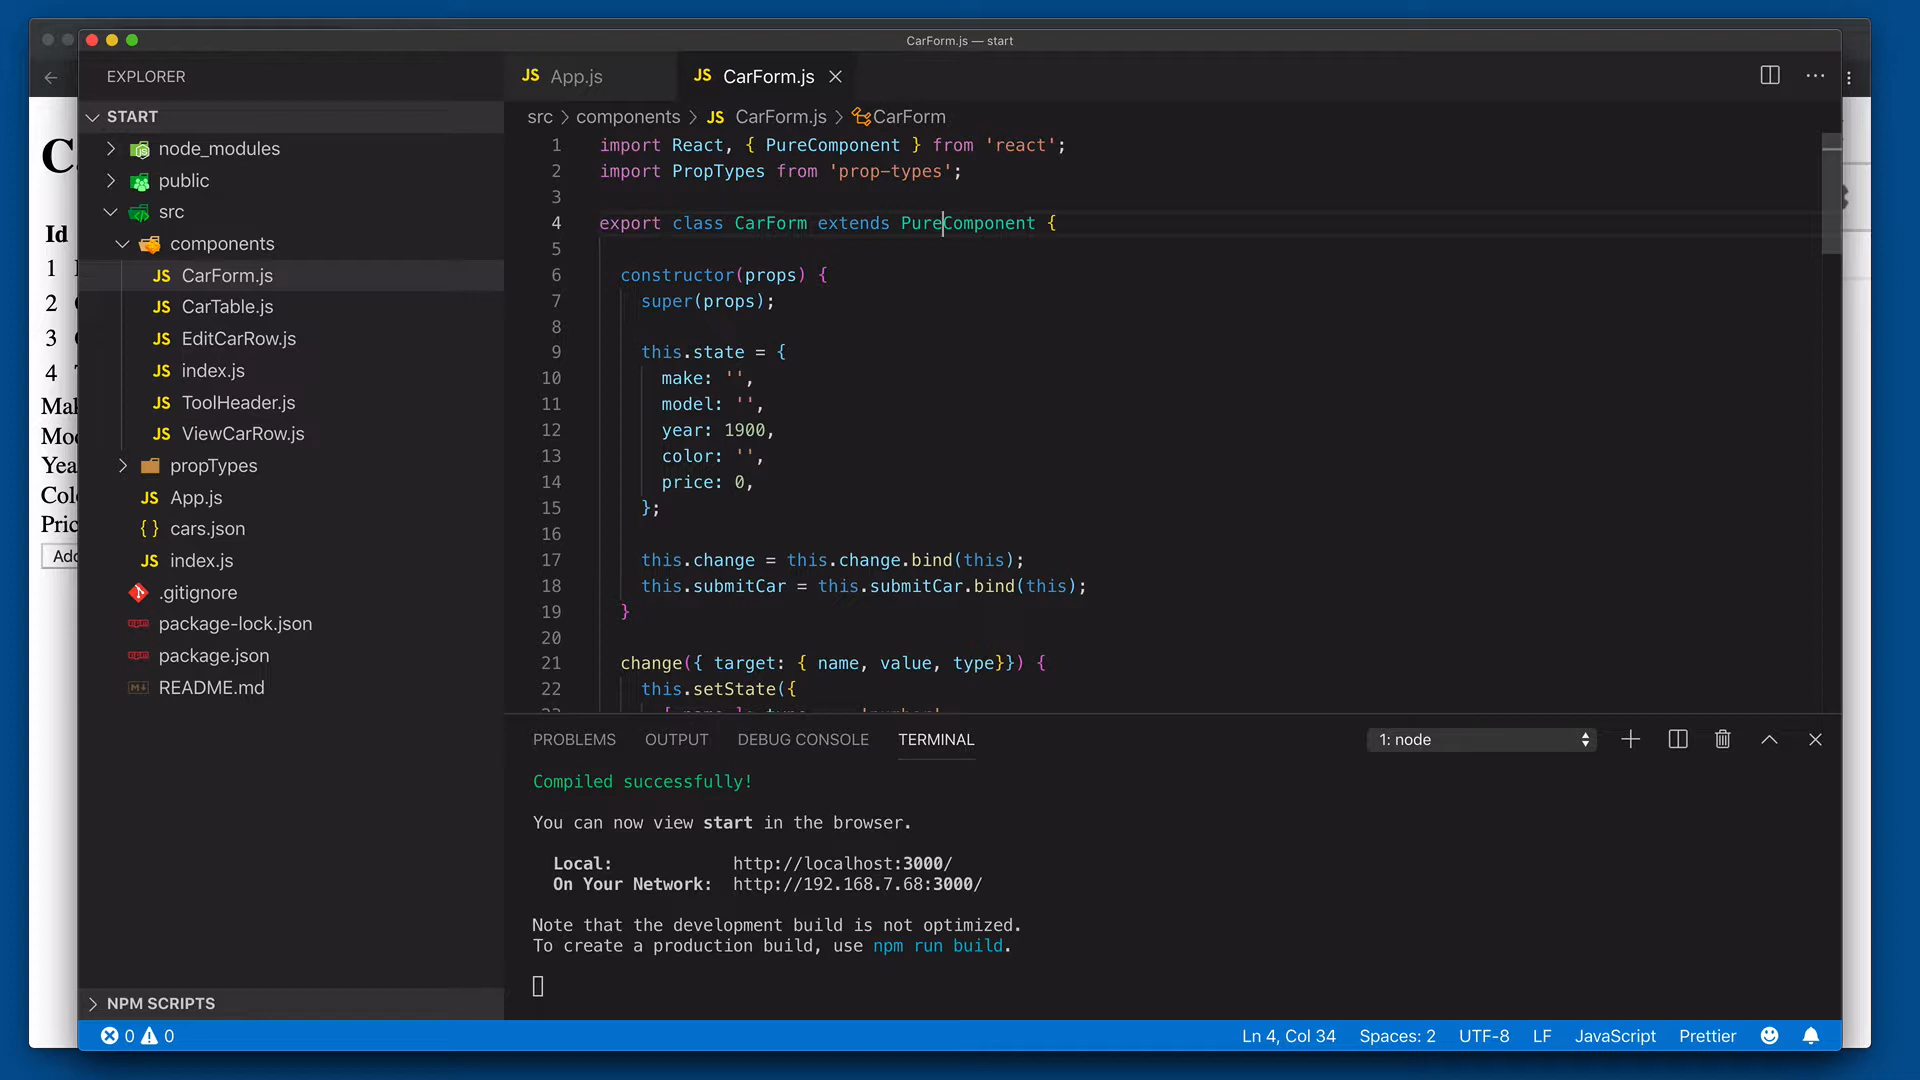 CarForm.js — start
EXPLORER
START
node_modules
public
src
components
JS CarForm.js
JS CarTable.js
JS EditCarRow.js
JS index.js
JS ToolHeader.js
JS ViewCarRow.js
propTypes
JS App.js
{ } cars.json
JS index.js
.gitignore
package-lock.json
package.json
README.md
NPM SCRIPTS
JS App.js
JS CarForm.js
src > components > JS CarForm.js > CarForm
1 import React, { PureComponent } from 'react';
2 import PropTypes from 'prop-types';
3
4 export class CarForm extends PureComponent {
5
6 constructor(props) {
7 super(props);
8
9 this.state = {
10 make: '',
11 model: '',
12 year: 1900,
13 color: '',
14 price: 0,
15 };
16
17 this.change = this.change.bind(this);
18 this.submitCar = this.submitCar.bind(this);
19 }
20
21 change({ target: { name, value, type}}) {
22 this.setState({
PROBLEMS OUTPUT DEBUG CONSOLE TERMINAL 1: node
Compiled successfully!
You can now view start in the browser.
Local: http://localhost:3000/
On Your Network: http://192.168.7.68:3000/
Note that the development build is not optimized.
To create a production build, use npm run build.
0 0 Ln 4, Col 34 Spaces: 2 UTF-8 LF JavaScript Prettier
Id
1
2
3
4